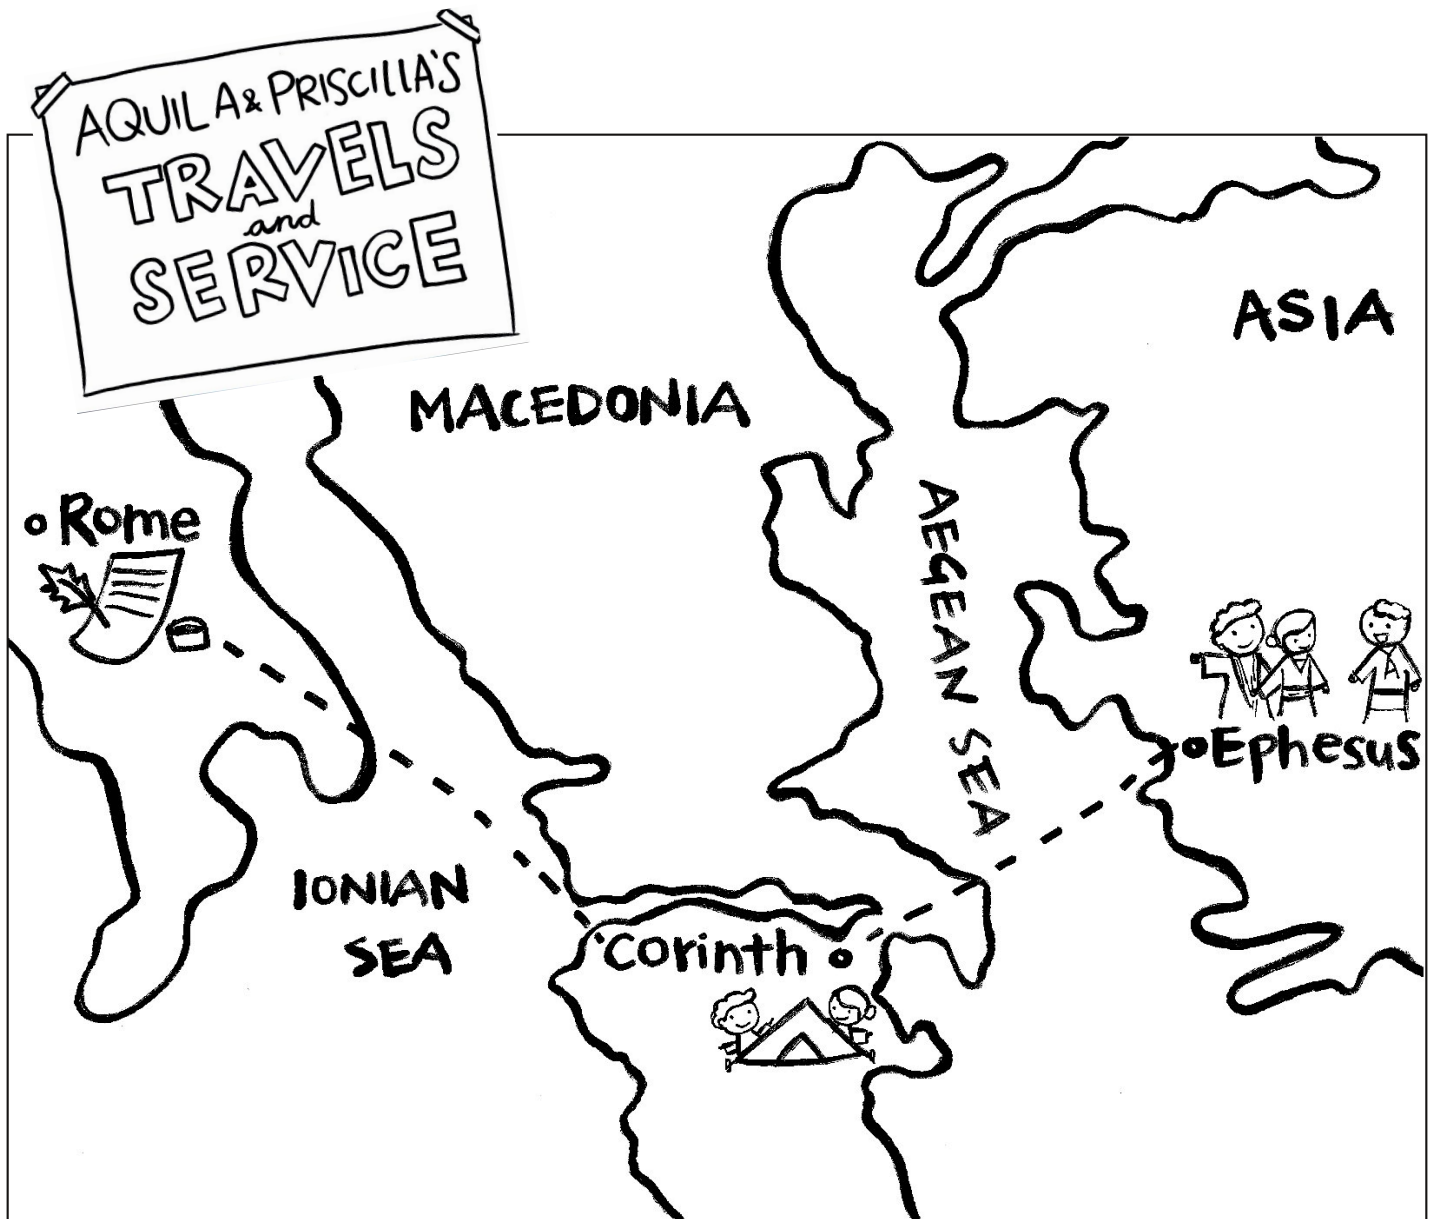 AQUILA & PRISCILLA'S
TRAVELS
and
SERVICE
ASIA
MACEDONIA
Rome
AEGEAN SEA
Ephesus
IONIAN
SEA
Corinth